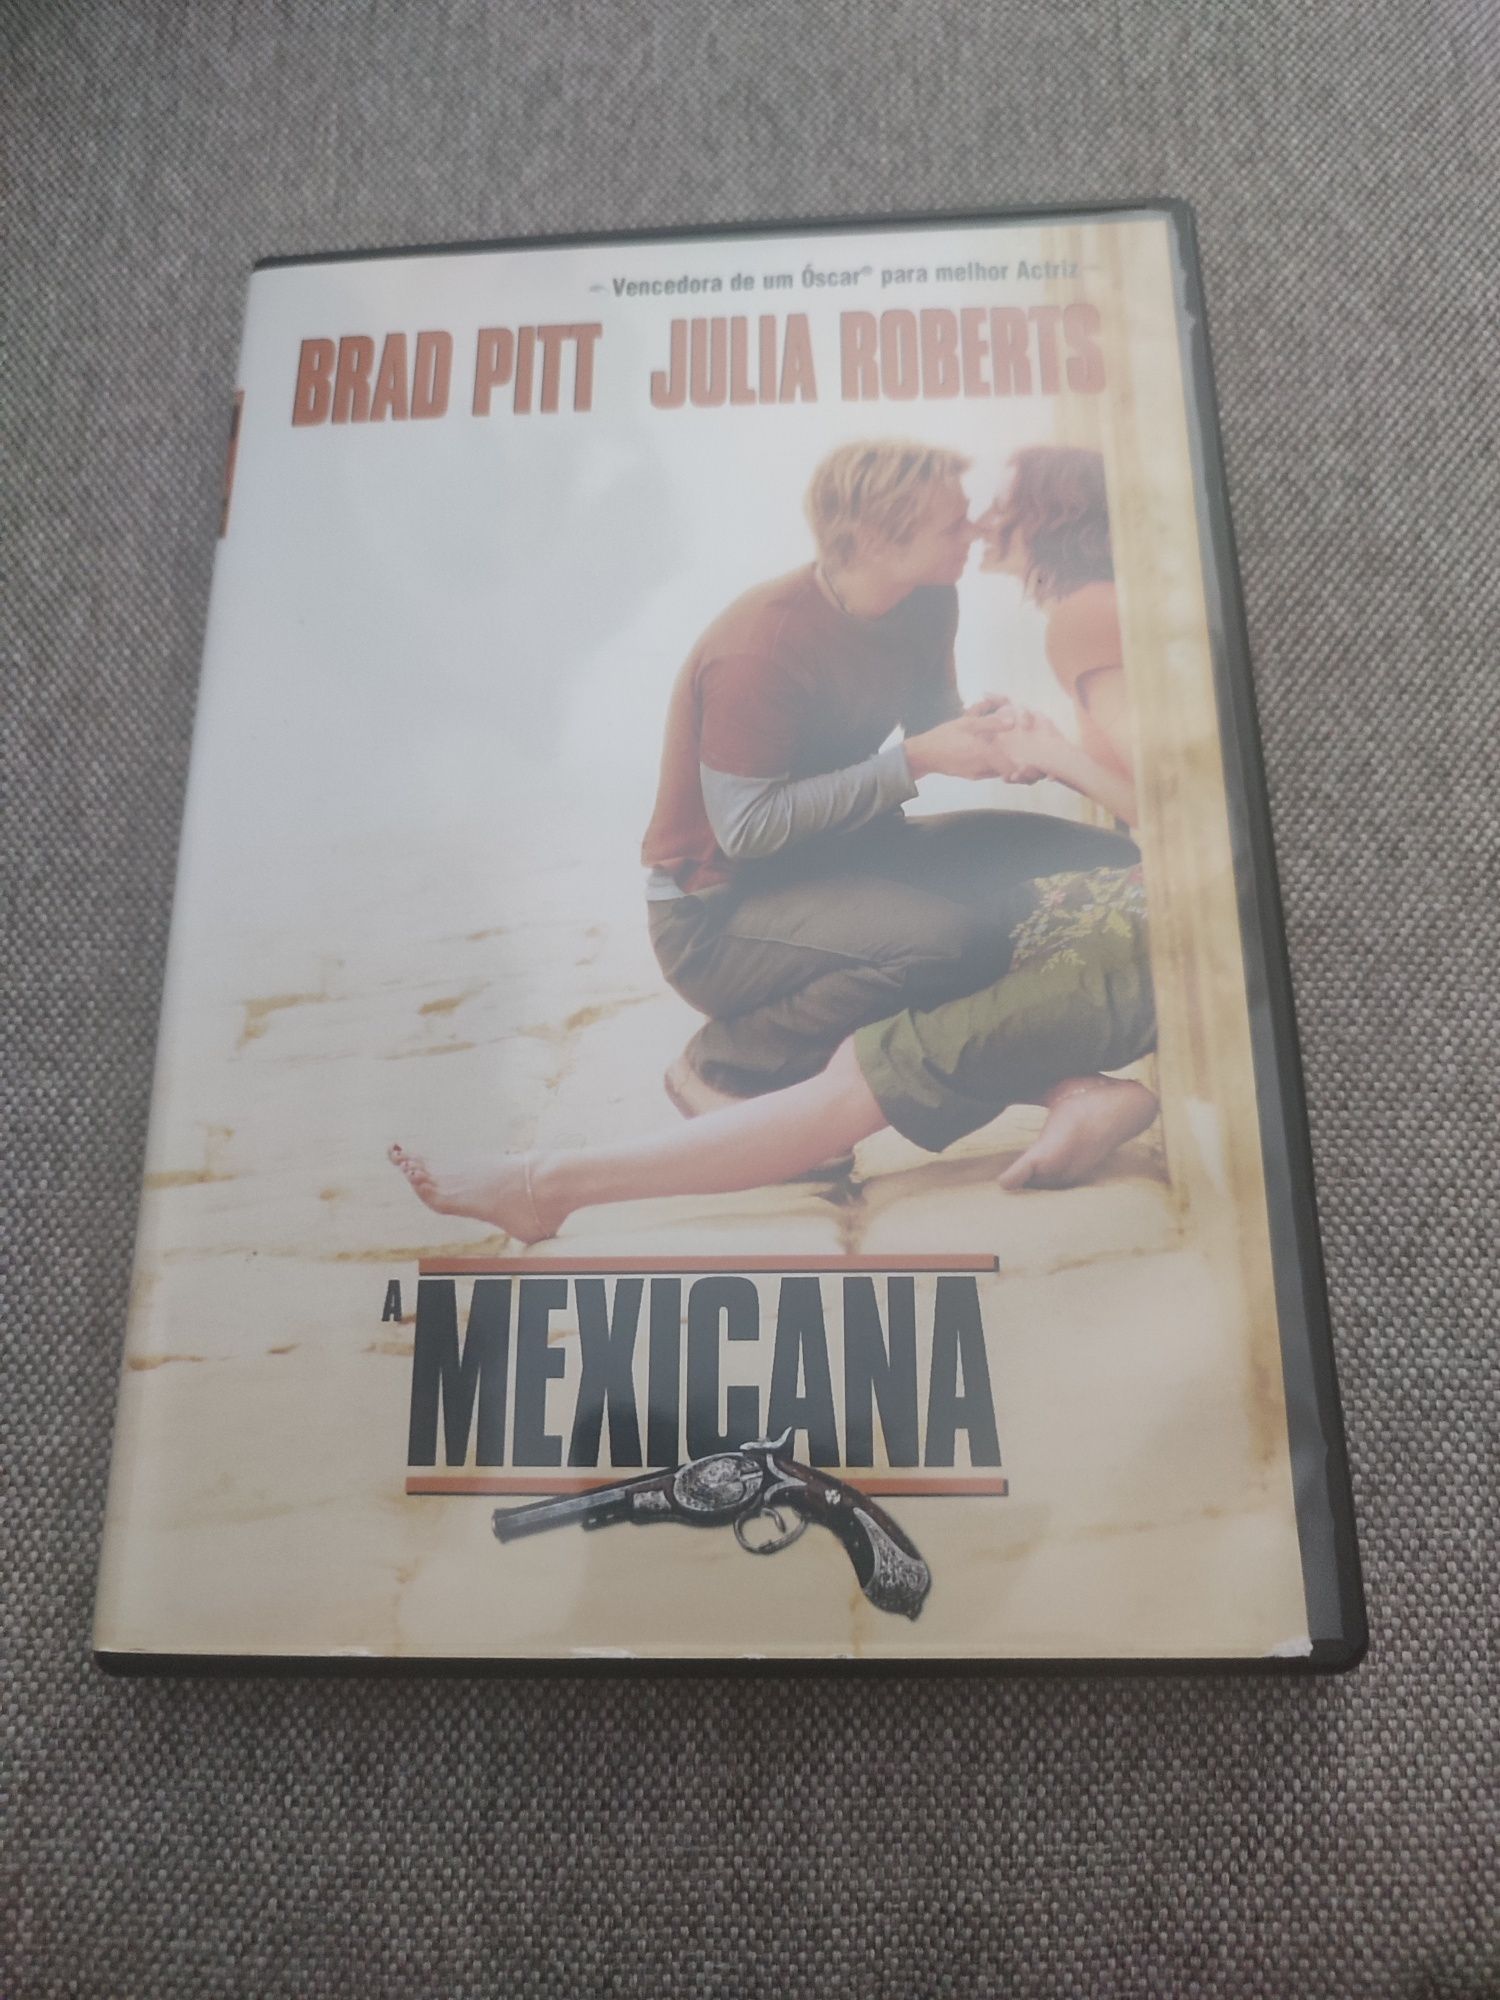 Vencedora de um Óscar® para melhor Actriz
BRAD PITT JULIA ROBERTS
A MEXICANA